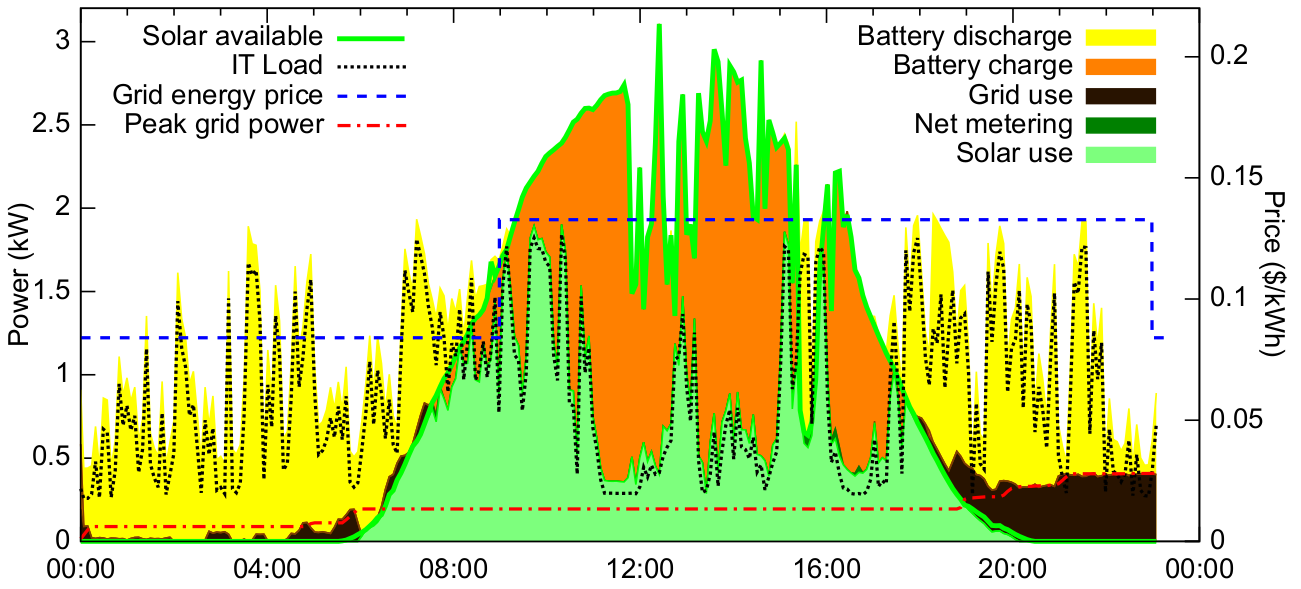 Solar available
IT Load
Grid energy price
Peak grid power
Battery discharge
Battery charge
Grid use
Net metering
Solar use
Power (kW)
3
2.5
2
1.5
1
0.5
0
Price ($/kWh)
0.2
0.15
0.1
0.05
0
00:00 04:00 08:00 12:00 16:00 20:00 00:00